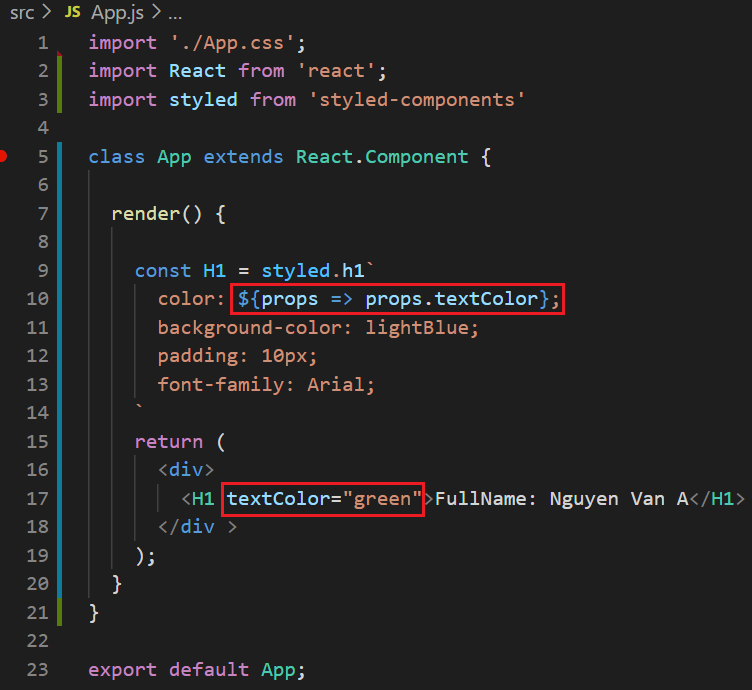 src > JS App.js > ...
1 import './App.css';
2 import React from 'react';
3 import styled from 'styled-components'
4
5 class App extends React.Component {
6
7 render() {
8
9 const H1 = styled.h1`
10 color: ${props => props.textColor};
11 background-color: lightBlue;
12 padding: 10px;
13 font-family: Arial;
14 `
15 return (
16 <div>
17 <H1 textColor="green">FullName: Nguyen Van A</H1>
18 </div >
19 );
20 }
21 }
22
23 export default App;